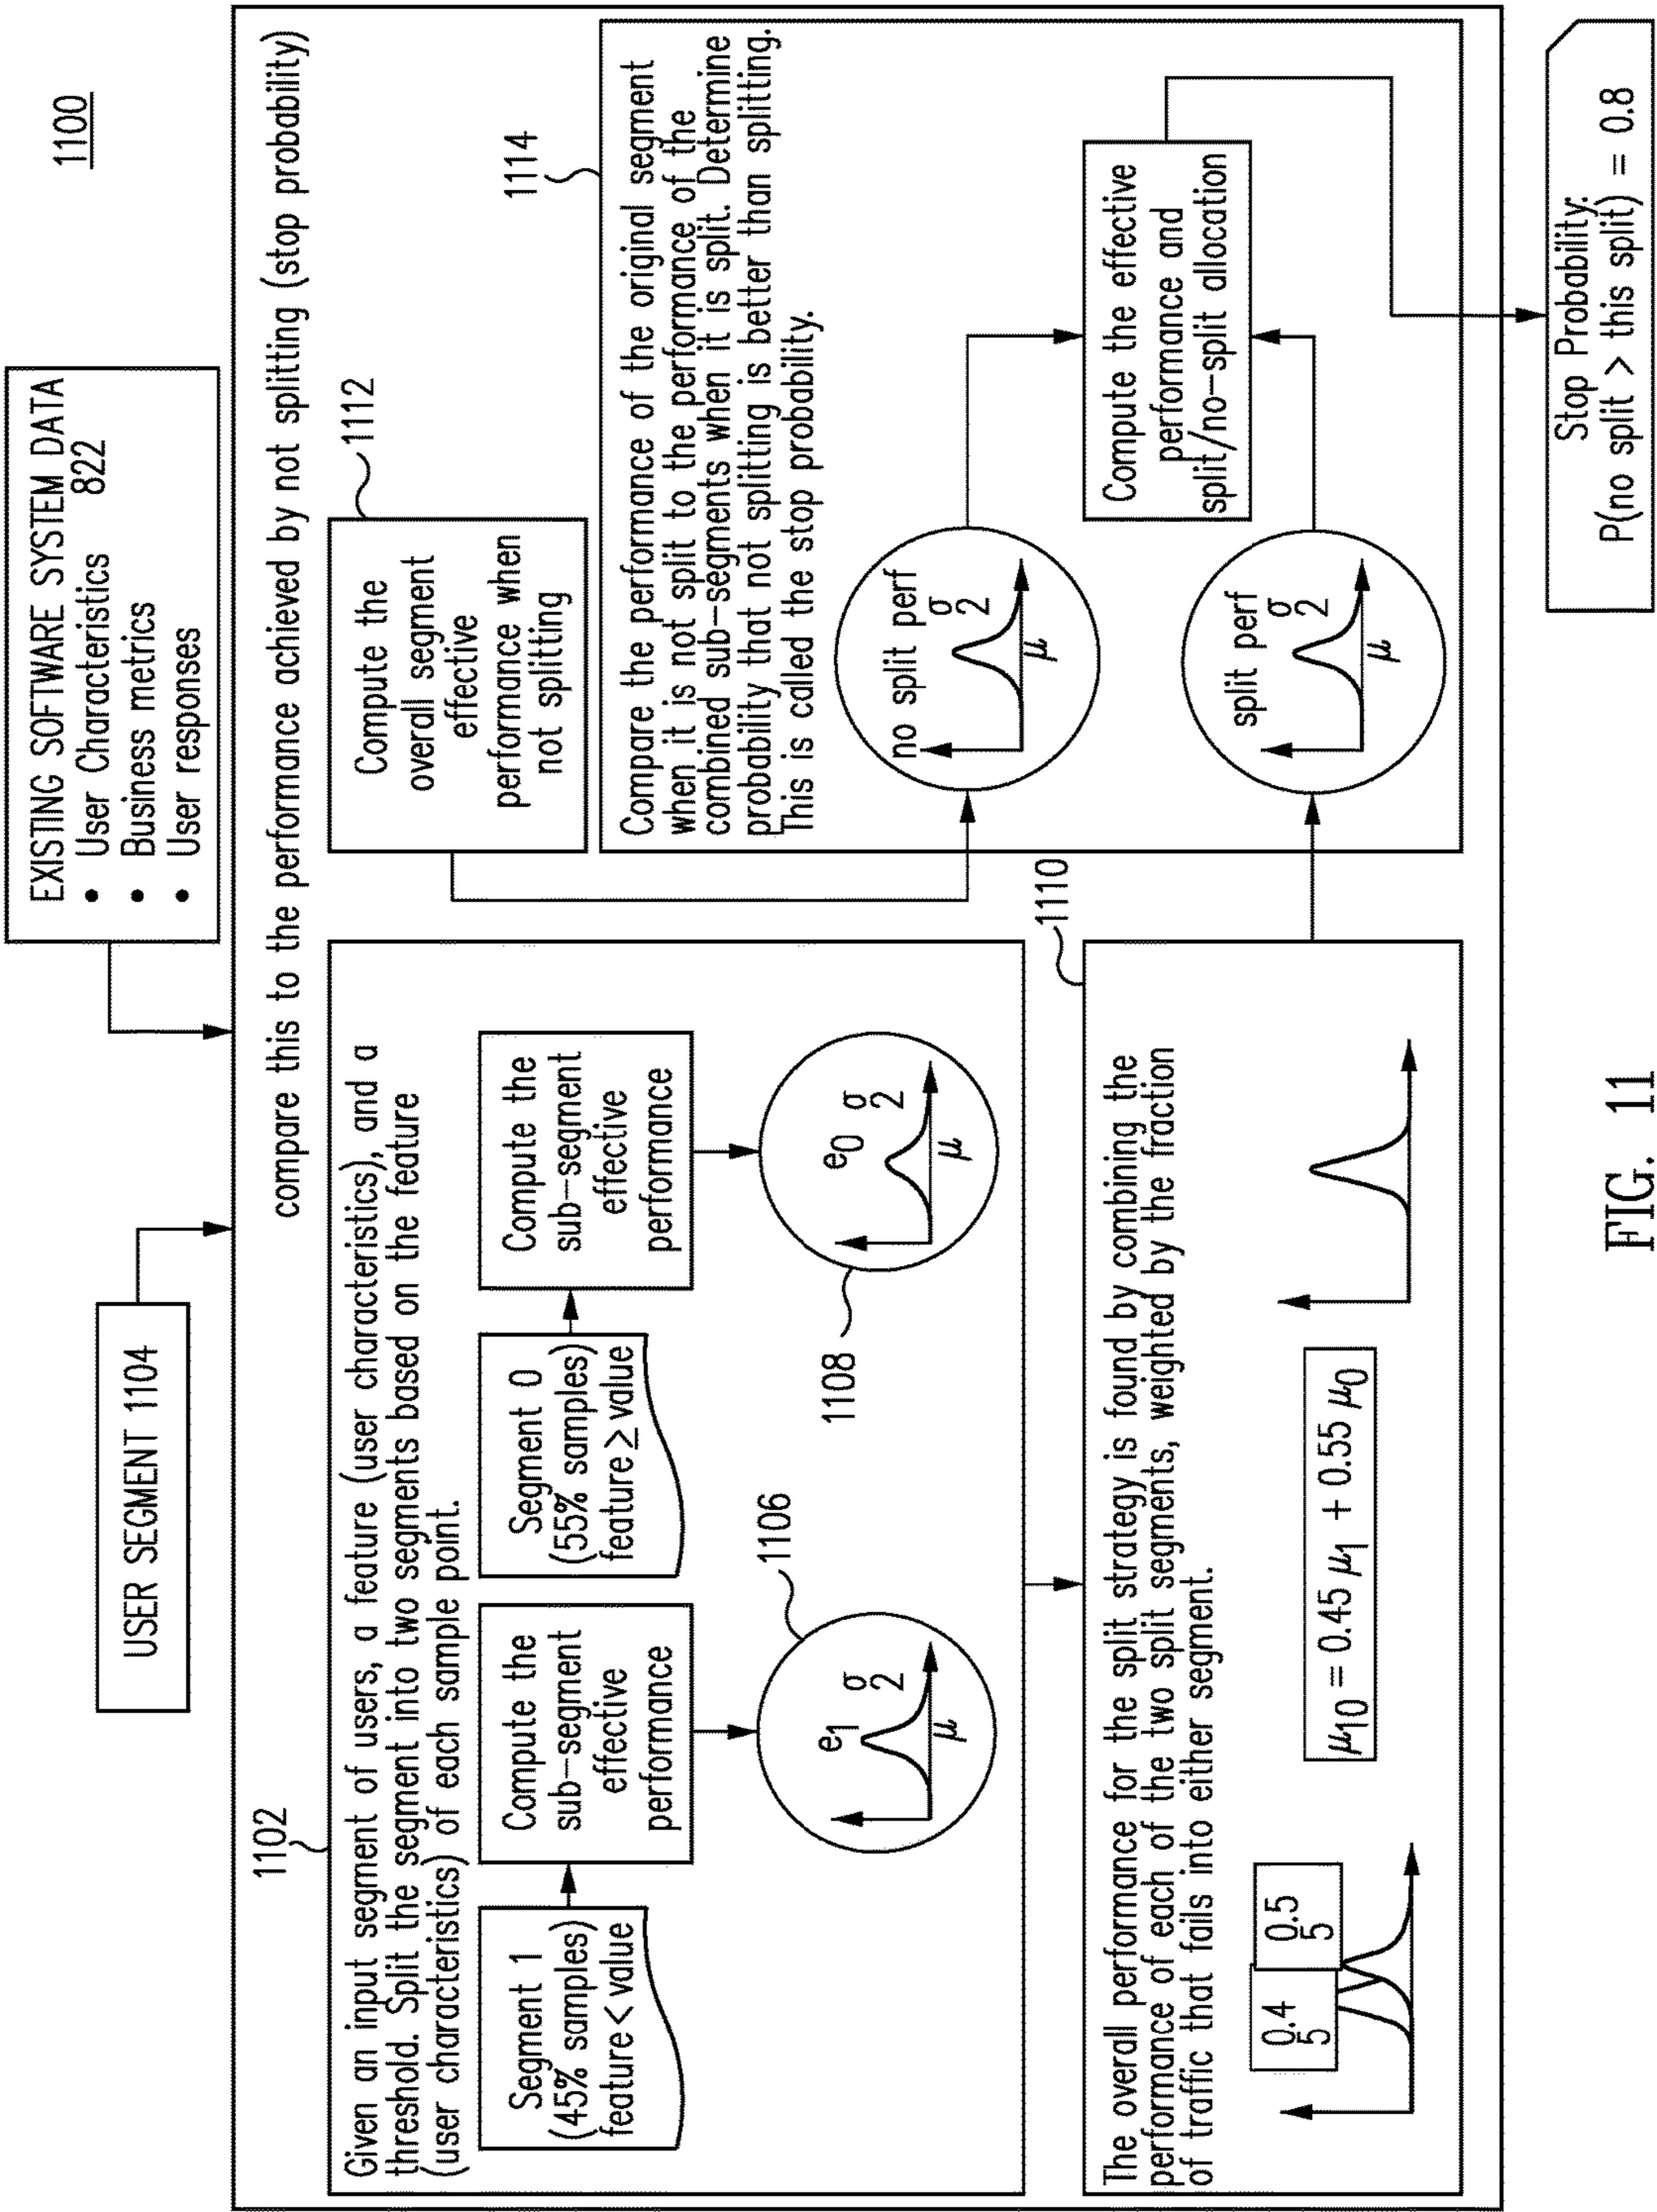 1100
EXISTING SOFTWARE SYSTEM DATA
• User Characteristics 822
• Business metrics
• User responses
USER SEGMENT 1104
compare this to the performance achieved by not splitting (stop probability)
1102
Given an input segment of users, a feature (user characteristics), and a
threshold. Split the segment into two segments based on the feature
(user characteristics) of each sample point.
Segment 1
(45% samples)
feature < value
Compute the
sub-segment
effective
performance
Segment 0
(55% samples)
feature ≥ value
Compute the
sub-segment
effective
performance
1106
e1
σ
2
μ
1108
e0
σ
2
μ
1112
Compute the
overall segment
effective
performance when
not splitting
1114
Compare the performance of the original segment
when it is not split to the performance of the
combined sub-segments when it is split. Determine
probability that not splitting is better than splitting.
This is called the stop probability.
no split perf
σ
2
μ
split perf
σ
2
μ
Compute the effective
performance and
split/no-split allocation
1110
The overall performance for the split strategy is found by combining the
performance of each of the two split segments, weighted by the fraction
of traffic that fails into either segment.
0.4
5
0.5
5
μ10 = 0.45 μ1 + 0.55 μ0
Stop Probability:
P(no split > this split) = 0.8
FIG. 11